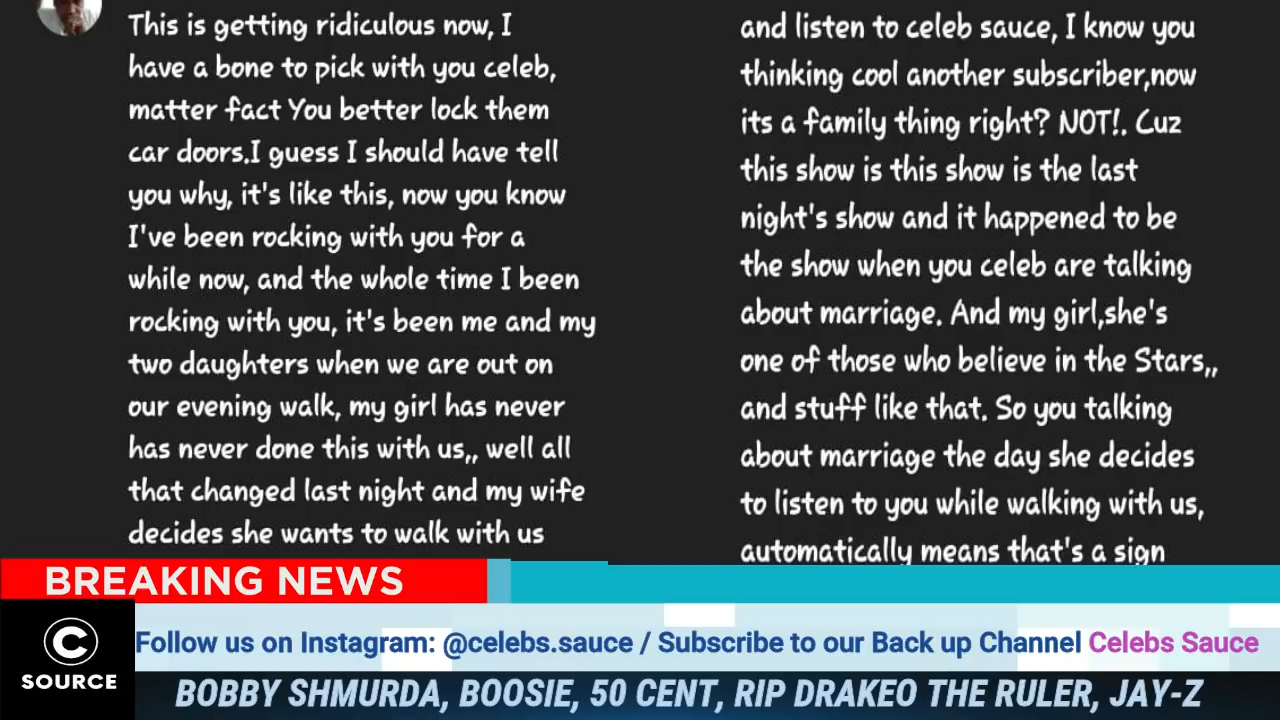 This is getting ridiculous now, I
have a bone to pick with you celeb,
matter fact You better lock them
car doors.I guess I should have tell
you why, it's like this, now you know
I've been rocking with you for a
while now, and the whole time I been
rocking with you, it's been me and my
two daughters when we are out on
our evening walk, my girl has never
has never done this with us,, well all
that changed last night and my wife
decides she wants to walk with us
and listen to celeb sauce, I know you
thinking cool another subscriber,now
its a family thing right? NOT!. Cuz
this show is this show is the last
night's show and it happened to be
the show when you celeb are talking
about marriage. And my girl,she's
one of those who believe in the Stars,,
and stuff like that. So you talking
about marriage the day she decides
to listen to you while walking with us,
automatically means that's a sign
BREAKING NEWS
C
SOURCE
Follow us on Instagram: @celebs.sauce / Subscribe to our Back up Channel Celebs Sauce
BOBBY SHMURDA, BOOSIE, 50 CENT, RIP DRAKEO THE RULER, JAY-Z